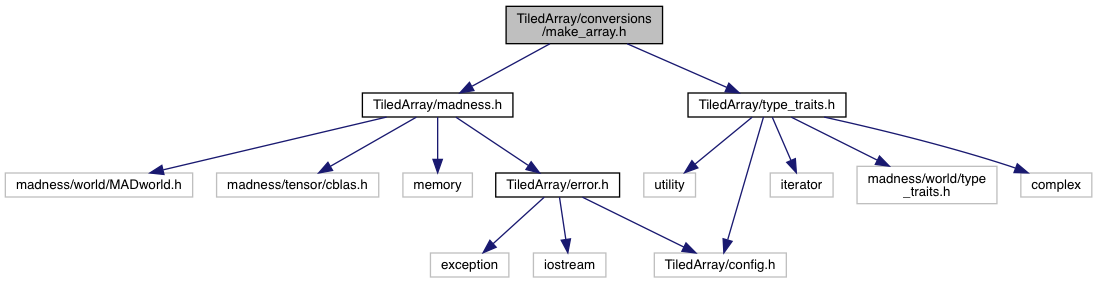 TiledArray/conversions
/make_array.h
TiledArray/madness.h
TiledArray/type_traits.h
madness/world/MADworld.h
madness/tensor/cblas.h
memory
TiledArray/error.h
utility
iterator
madness/world/type
_traits.h
complex
exception
iostream
TiledArray/config.h